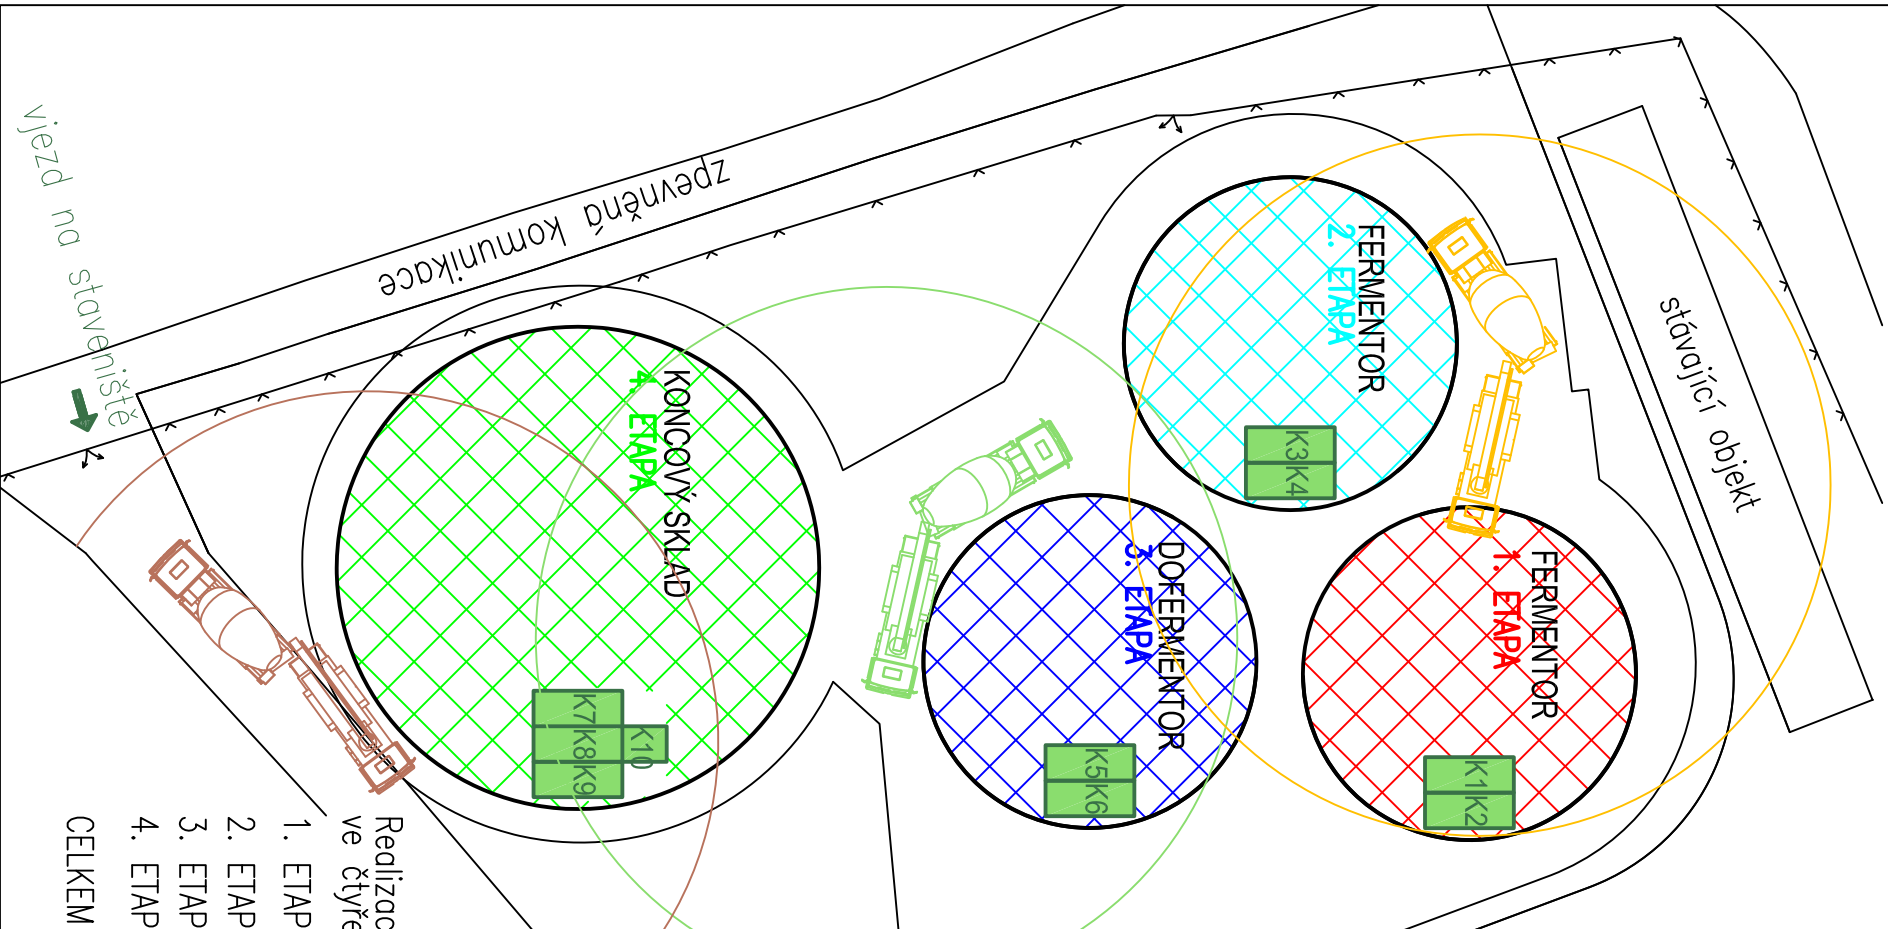 vjezd na staveniště
zpevněná komunikace
stávající objekt
FERMENTOR
2. ETAPA
K3
K4
FERMENTOR
1. ETAPA
K1
K2
DOFERMENTOR
3. ETAPA
K5
K6
KONCOVÝ SKLAD
4. ETAPA
K7
K8
K9
K10
Realizac
ve čtyře
1. ETAP
2. ETAP
3. ETAP
4. ETAP
CELKEM